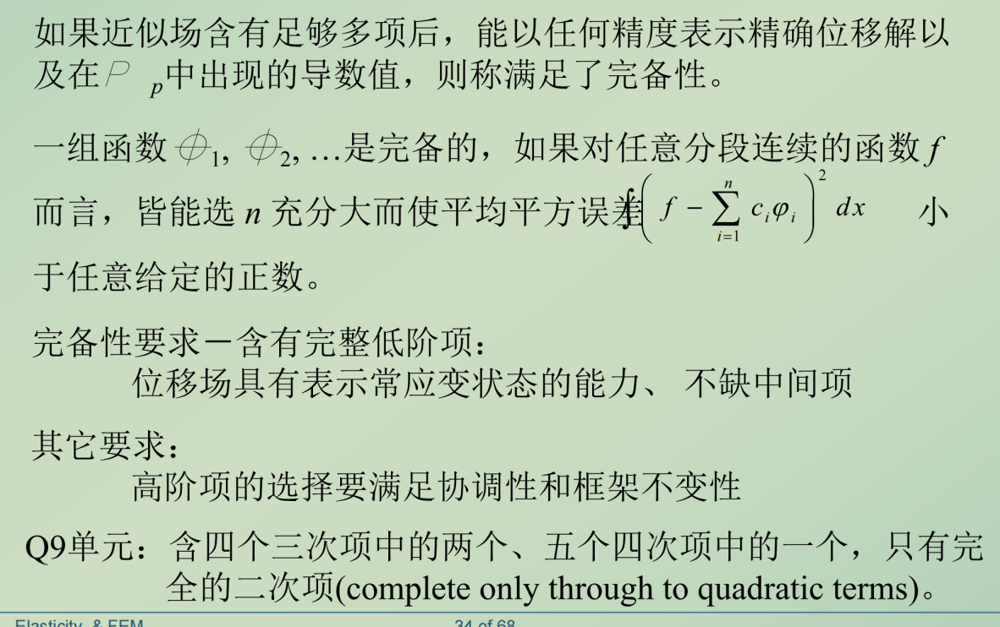 如果近似场含有足够多项后，能以任何精度表示精确位移解以
及在P p中出现的导数值，则称满足了完备性。
一组函数 ϕ1, ϕ2, …是完备的，如果对任意分段连续的函数 f
而言，皆能选 n 充分大而使平均平方误差∮( f − ∑_{i=1}^{n} c_i φ_i )^2 dx 小
于任意给定的正数。
完备性要求－含有完整低阶项：
位移场具有表示常应变状态的能力、 不缺中间项
其它要求：
高阶项的选择要满足协调性和框架不变性
Q9单元：含四个三次项中的两个、五个四次项中的一个，只有完
全的二次项(complete only through to quadratic terms)。
Elasticity & FEM 34 of 68